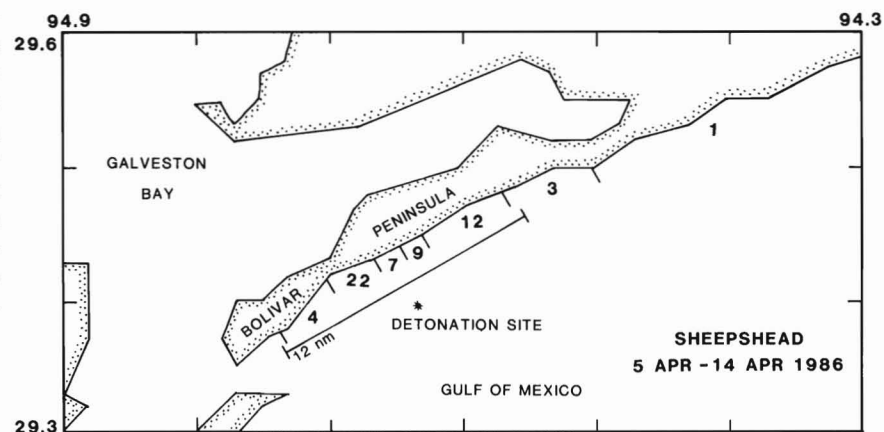 94.9
94.3
29.6
1
GALVESTON
BAY
3
PENINSULA
12
9
7
22
BOLIVAR
4
12 nm
DETONATION SITE
SHEEPSHEAD
5 APR - 14 APR 1986
GULF OF MEXICO
29.3